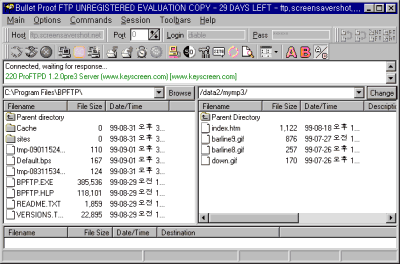 Bullet Proof FTP UNREGISTERED EVALUATION COPY - 29 DAYS LEFT - ftp.screensavershot....
Main Options Commands Session Toolbars Help
Host ftp.screensavershot.net Port 0 Login diable Pass
Connected, waiting for response...
220 ProFTPD 1.2.0pre3 Server (www.keyscreen.com) [www.keyscreen.com]
C:\Program Files\BPFTP\ Browse
Filename File Size Date/Time
Parent directory
Cache 0 99-08-31 오후 3...
sites 0 99-08-31 오후 3...
tmp-09011524... 110 99-09-01 오후 3...
Default.bps 167 99-09-01 오후 3...
tmp-08311534... 124 99-08-31 오후 3...
BPFTP.EXE 385,536 99-08-29 오전 1...
BPFTP.HLP 118,101 99-08-29 오전 1...
README.TXT 1,859 99-08-29 오전 1...
VERSIONS.T... 22,895 99-08-29 오전 1...
/data2/mymp3/ Change
Filename File Size Date/Time Descripti
Parent Directory
index.htm 1,122 99-08-18 오후 1...
barline9.gif 876 99-07-27 오전 1...
barline8.gif 257 99-07-26 오후 1...
down.gif 170 99-07-26 오후 1...
Filename File Size Date/Time Destination